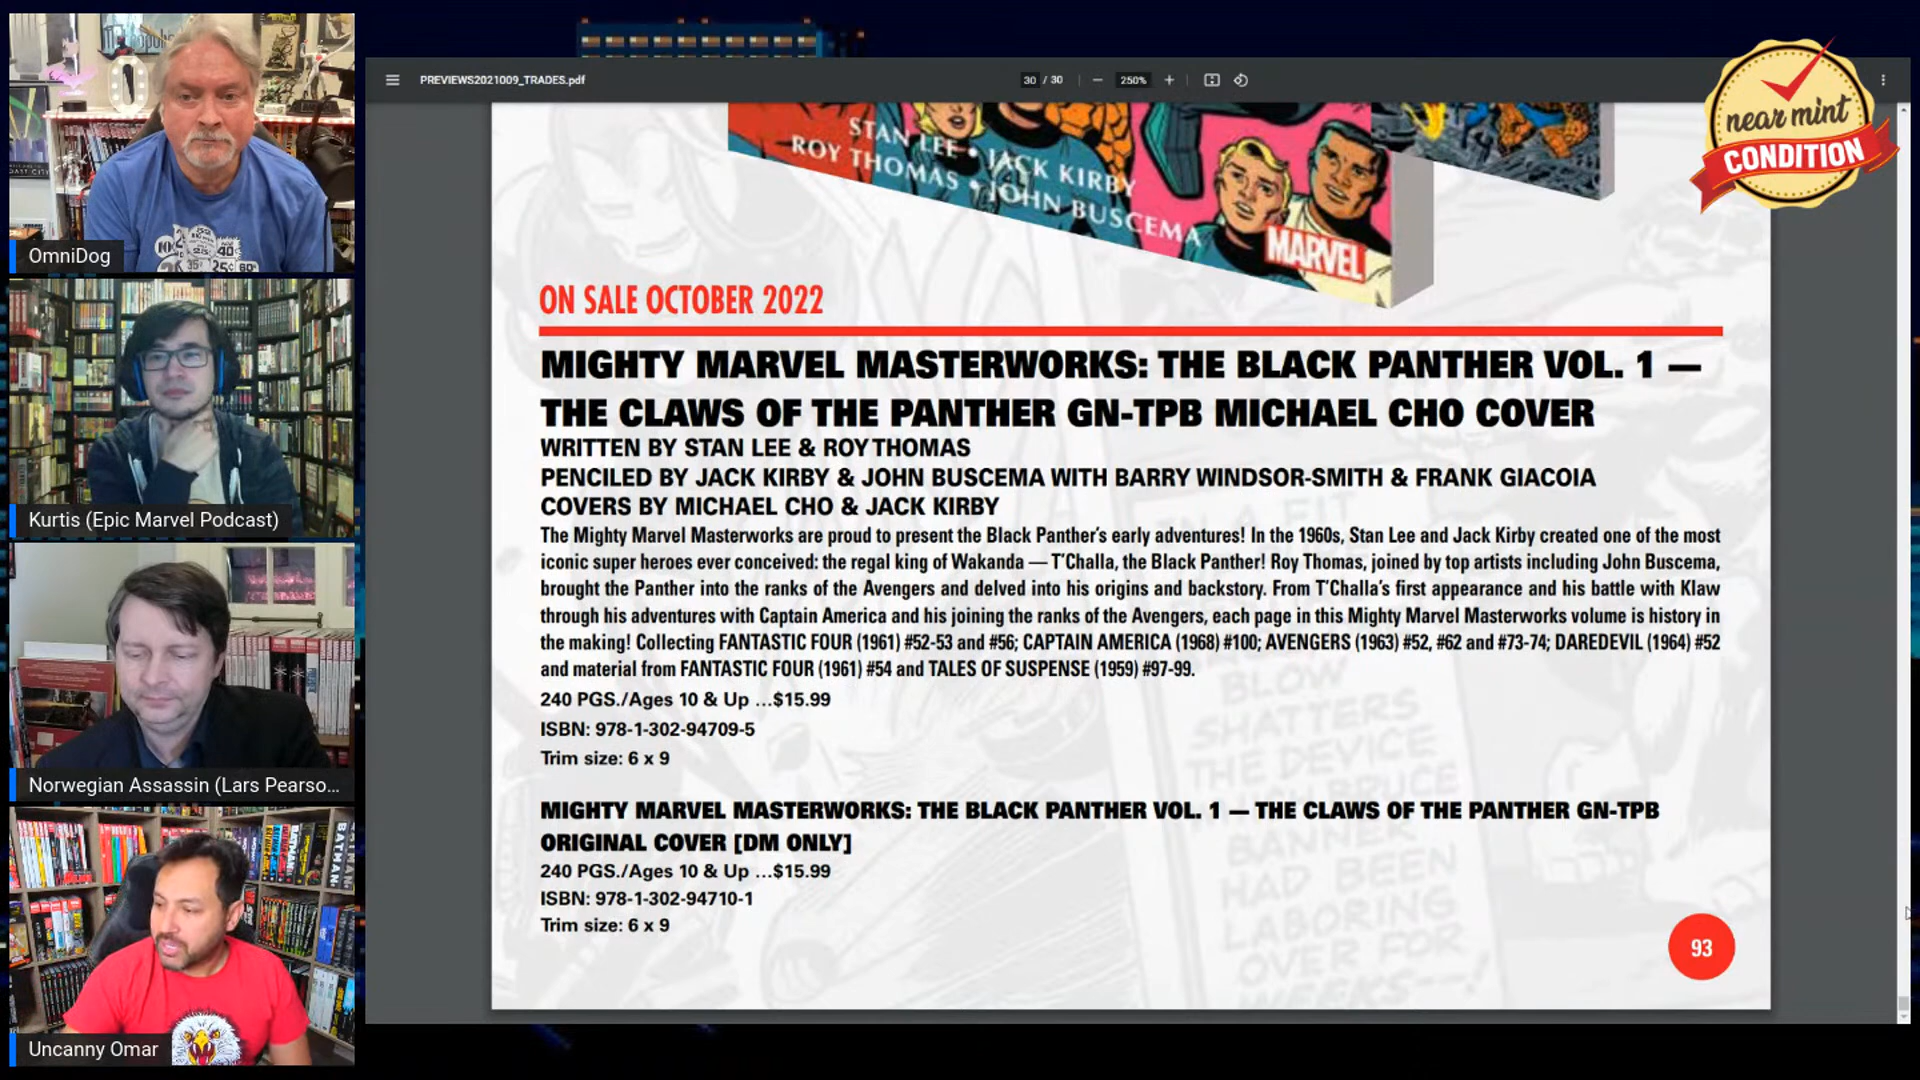 PREVIEWS2021009_TRADES.pdf
30 / 30
250%
near mint
CONDITION
STAN LEE • JACK KIRBY
ROY THOMAS • JOHN BUSCEMA
MARVEL
ON SALE OCTOBER 2022
MIGHTY MARVEL MASTERWORKS: THE BLACK PANTHER VOL. 1 —
THE CLAWS OF THE PANTHER GN-TPB MICHAEL CHO COVER
WRITTEN BY STAN LEE & ROY THOMAS
PENCILED BY JACK KIRBY & JOHN BUSCEMA WITH BARRY WINDSOR-SMITH & FRANK GIACOIA
COVERS BY MICHAEL CHO & JACK KIRBY
The Mighty Marvel Masterworks are proud to present the Black Panther's early adventures! In the 1960s, Stan Lee and Jack Kirby created one of the most
iconic super heroes ever conceived: the regal king of Wakanda — T'Challa, the Black Panther! Roy Thomas, joined by top artists including John Buscema,
brought the Panther into the ranks of the Avengers and delved into his origins and backstory. From T'Challa's first appearance and his battle with Klaw
through his adventures with Captain America and his joining the ranks of the Avengers, each page in this Mighty Marvel Masterworks volume is history in
the making! Collecting FANTASTIC FOUR (1961) #52-53 and #56; CAPTAIN AMERICA (1968) #100; AVENGERS (1963) #52, #62 and #73-74; DAREDEVIL (1964) #52
and material from FANTASTIC FOUR (1961) #54 and TALES OF SUSPENSE (1959) #97-99.
240 PGS./Ages 10 & Up ...$15.99
ISBN: 978-1-302-94709-5
Trim size: 6 x 9
MIGHTY MARVEL MASTERWORKS: THE BLACK PANTHER VOL. 1 — THE CLAWS OF THE PANTHER GN-TPB
ORIGINAL COVER [DM ONLY]
240 PGS./Ages 10 & Up ...$15.99
ISBN: 978-1-302-94710-1
Trim size: 6 x 9
93
BLOW
SHATTERS
THE DEVICE
BRUCE
BANNER
HAD BEEN
LABORING
OVER FOR
WEEKS--!
OmniDog
Kurtis (Epic Marvel Podcast)
Norwegian Assassin (Lars Pearso...
Uncanny Omar
BATMAN